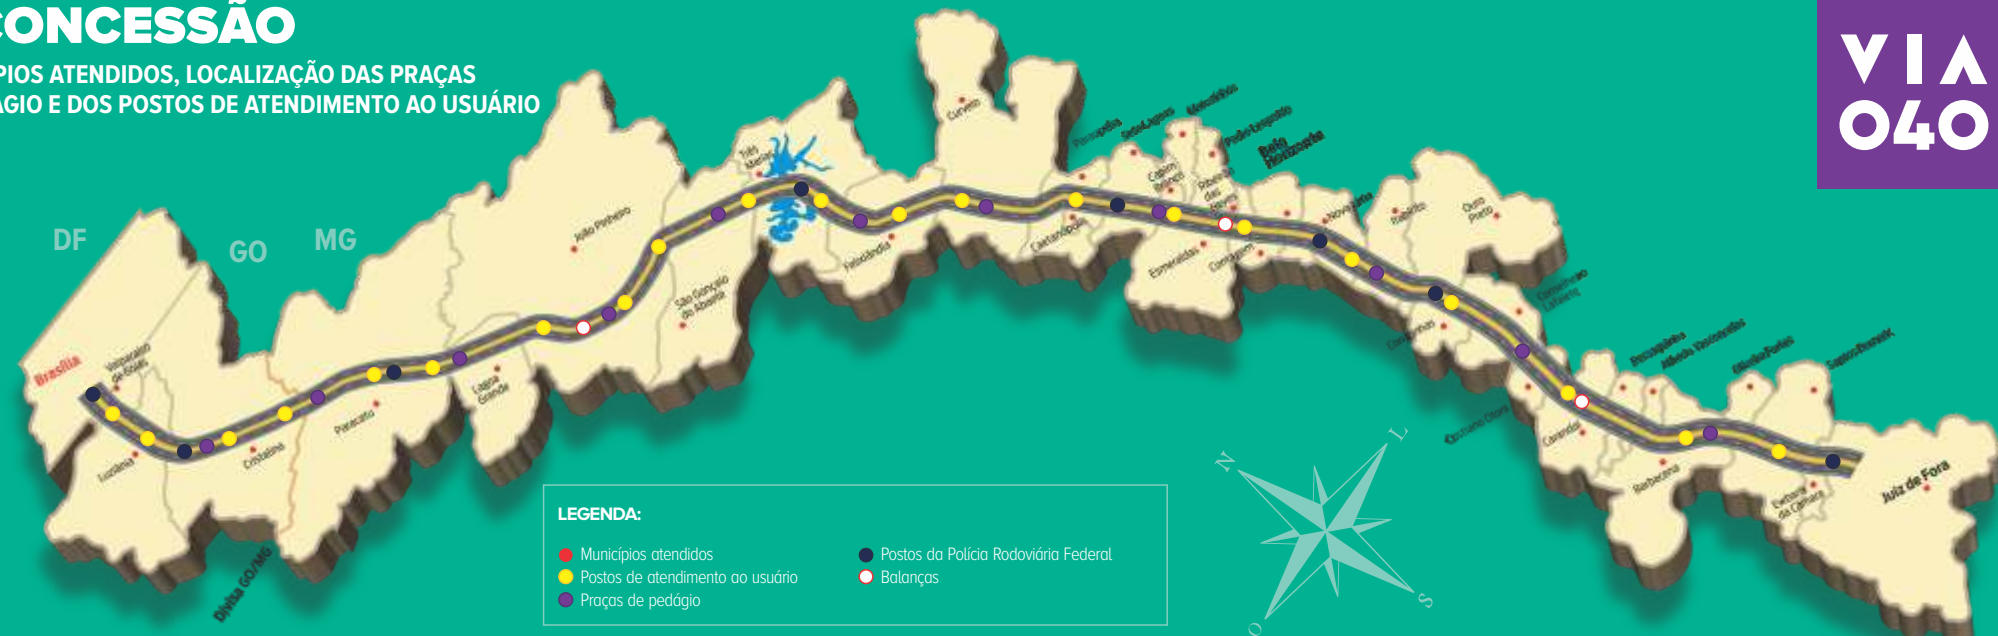 CONCESSÃO
PIOS ATENDIDOS, LOCALIZAÇÃO DAS PRAÇAS
ÁGIO E DOS POSTOS DE ATENDIMENTO AO USUÁRIO
VIA
040
DF
GO
MG
Brasília
Valparaíso
de Goiás
Luziânia
Cristalina
Divisa GO/MG
Paracatu
Lagoa
Grande
João Pinheiro
São Gonçalo
do Abaeté
Três
Marias
Felixlândia
Curvelo
Caetanópolis
Paraopeba
Sete Lagoas
Matozinhos
Pedro Leopoldo
Belo
Horizonte
Capim
Branco
Ribeirão
das
Neves
Esmeraldas
Contagem
Nova Lima
Itabirito
Ouro
Preto
Congonhas
Conselheiro
Lafaiete
Cristiano Otoni
Carandaí
Ressaquinha
Alfredo Vasconcelos
Barbacena
Oliveira Fortes
Santos Dumont
Ewbank
da Câmara
Juiz de Fora
N
L
S
O
LEGENDA:
Municípios atendidos
Postos de atendimento ao usuário
Praças de pedágio
Postos da Polícia Rodoviária Federal
Balanças